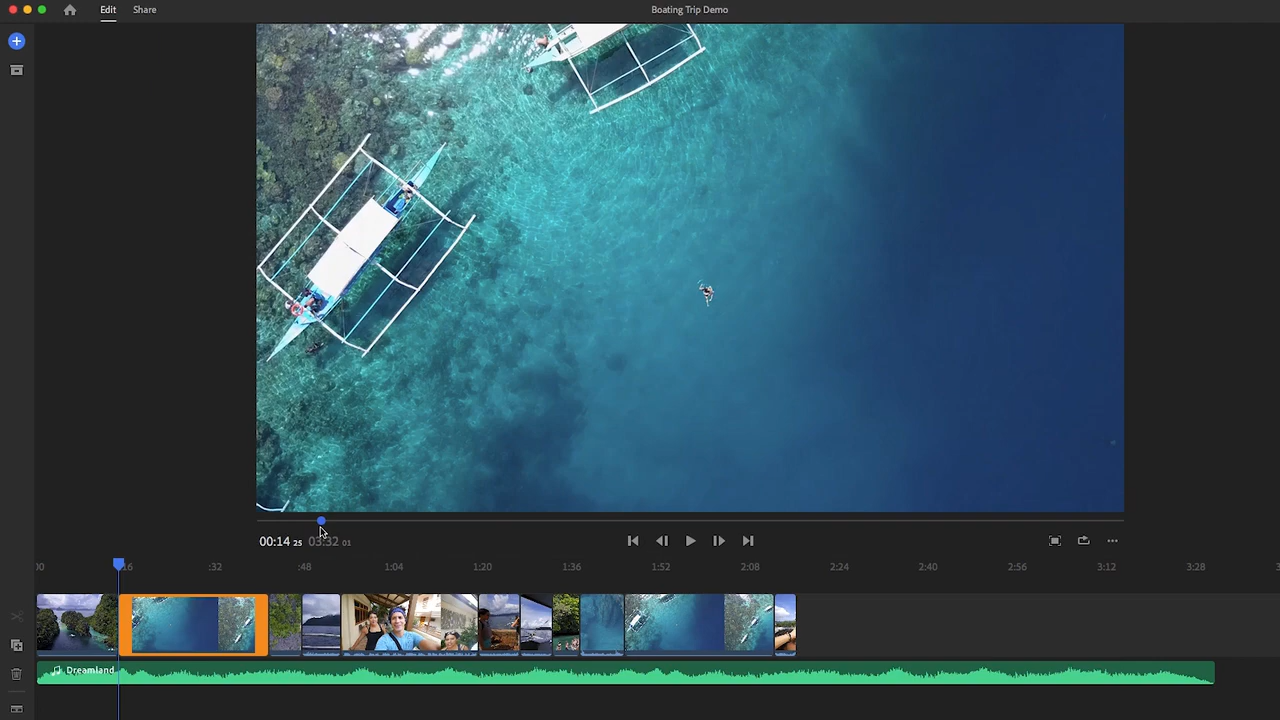 Edit Share Boating Trip Demo
00:14 25 03:32 01
:32 :48 1:04 1:20 1:36 1:52 2:08 2:24 2:40 2:56 3:12 3:28
Dreamland